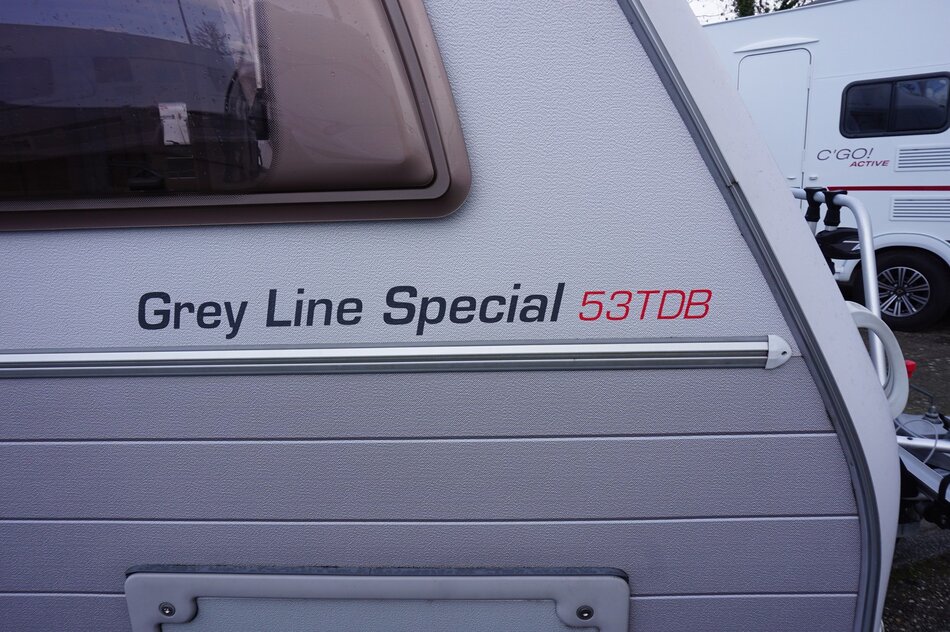 Grey Line Special 53TDB
C'GO!
ACTIVE